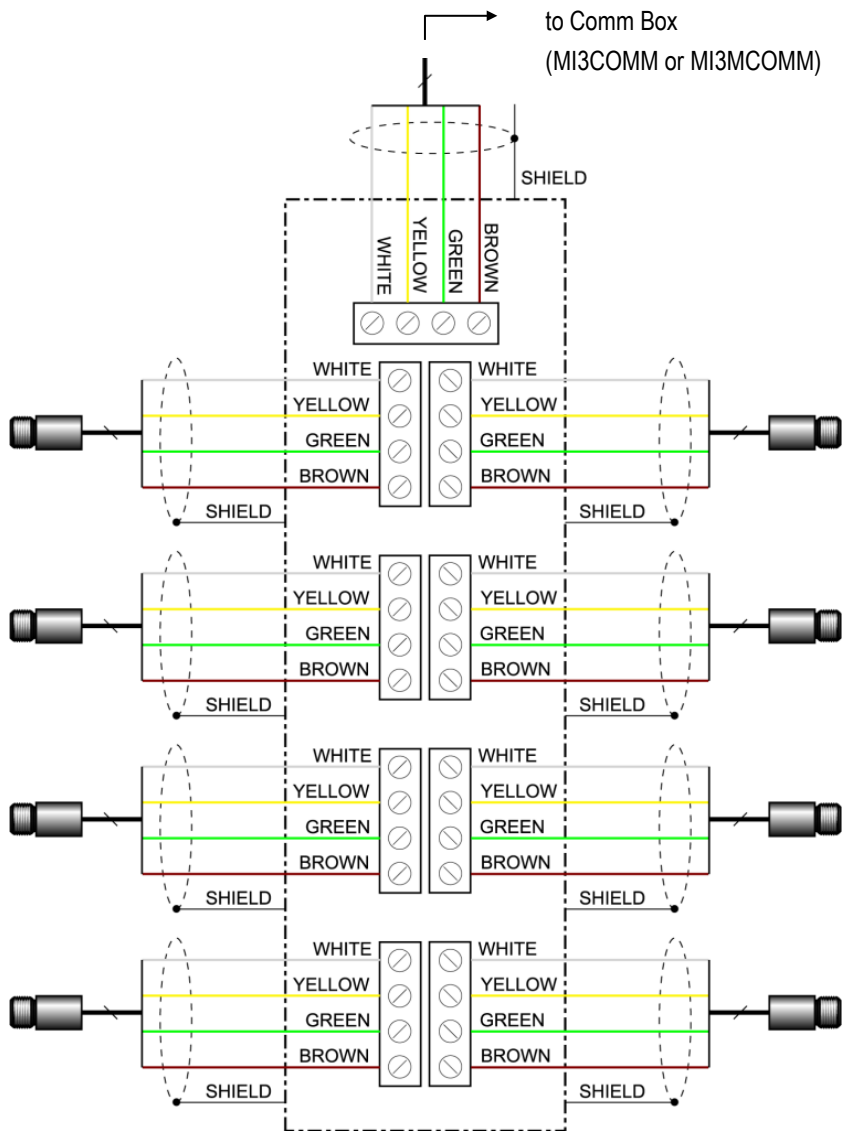 to Comm Box
(MI3COMM or MI3MCOMM)
SHIELD
WHITE
YELLOW
GREEN
BROWN
WHITE WHITE
YELLOW YELLOW
GREEN GREEN
BROWN BROWN
SHIELD SHIELD
WHITE WHITE
YELLOW YELLOW
GREEN GREEN
BROWN BROWN
SHIELD SHIELD
WHITE WHITE
YELLOW YELLOW
GREEN GREEN
BROWN BROWN
SHIELD SHIELD
WHITE WHITE
YELLOW YELLOW
GREEN GREEN
BROWN BROWN
SHIELD SHIELD